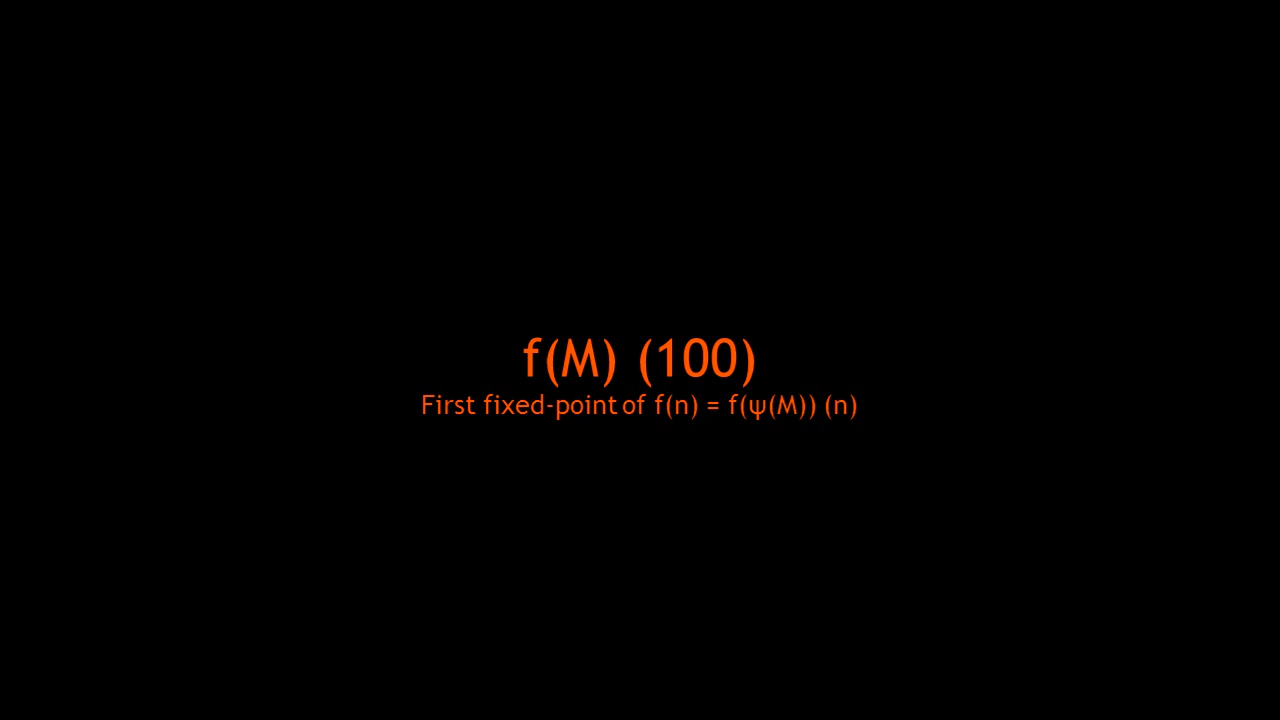 f(M) (100)
First fixed-point of f(n) = f(ψ(M)) (n)